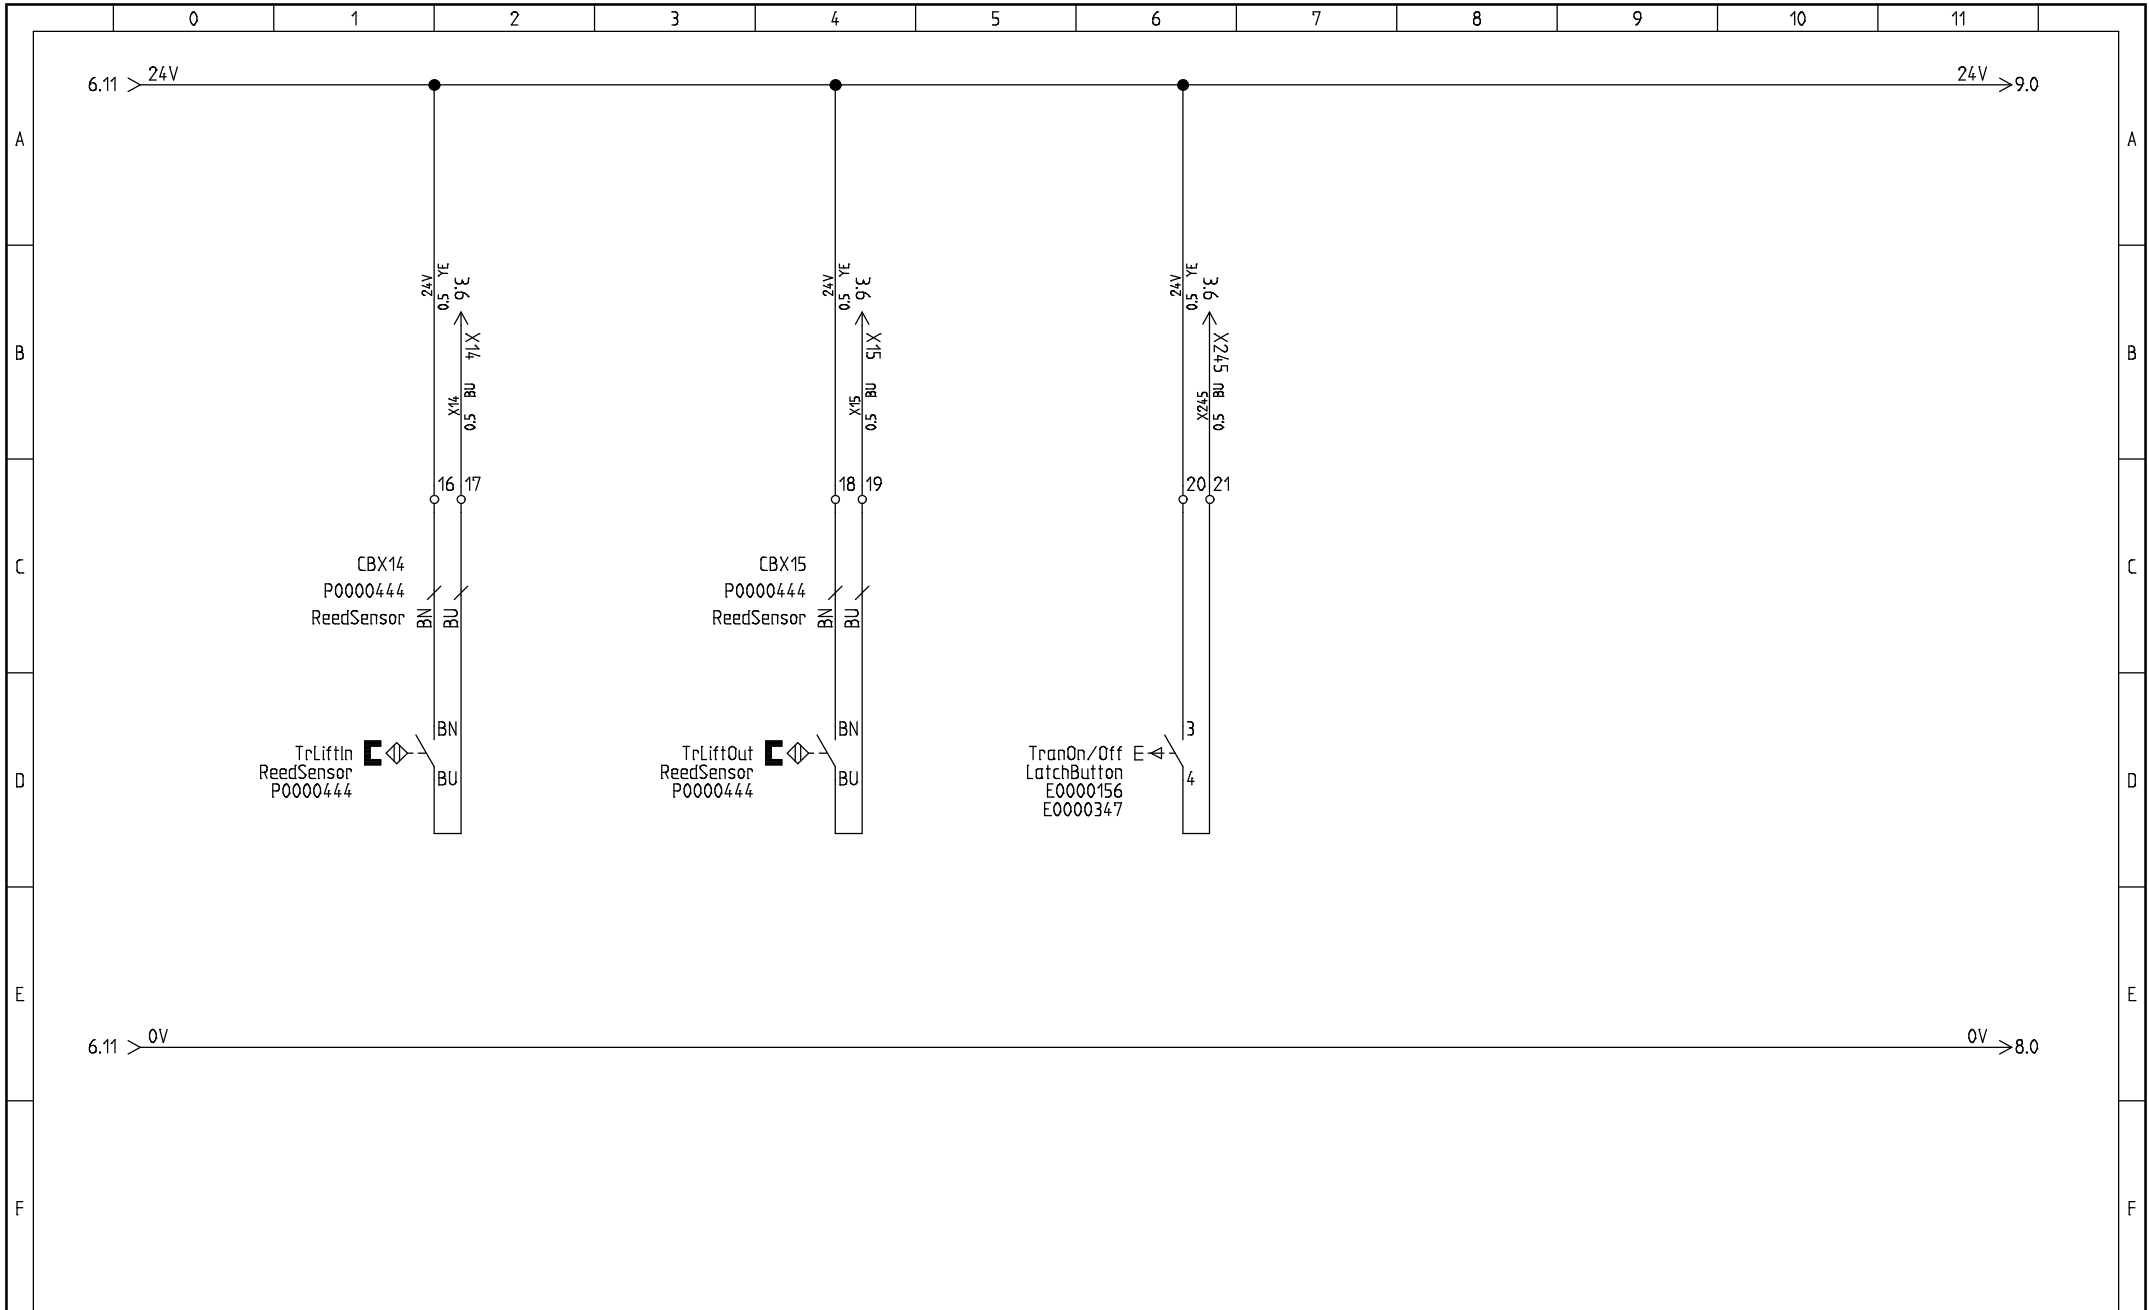 0 1 2 3 4 5 6 7 8 9 10 11
6.11 24V 24V 9.0
A A
24V 0.5 YE 3.6 24V 0.5 YE 3.6 24V 0.5 YE 3.6
X14 X15 X245
B B
X14 0.5 BU X15 0.5 BU X245 0.5 BU
16 17 18 19 20 21
CBX14 CBX15
C C
P0000444 P0000444
ReedSensor BN BU ReedSensor BN BU
BN BN 3
TrLiftIn TrLiftOut TranOn/Off
ReedSensor BU ReedSensor BU LatchButton 4
D D
P0000444 P0000444 E0000156
E0000347
E E
6.11 0V 0V 8.0
F F